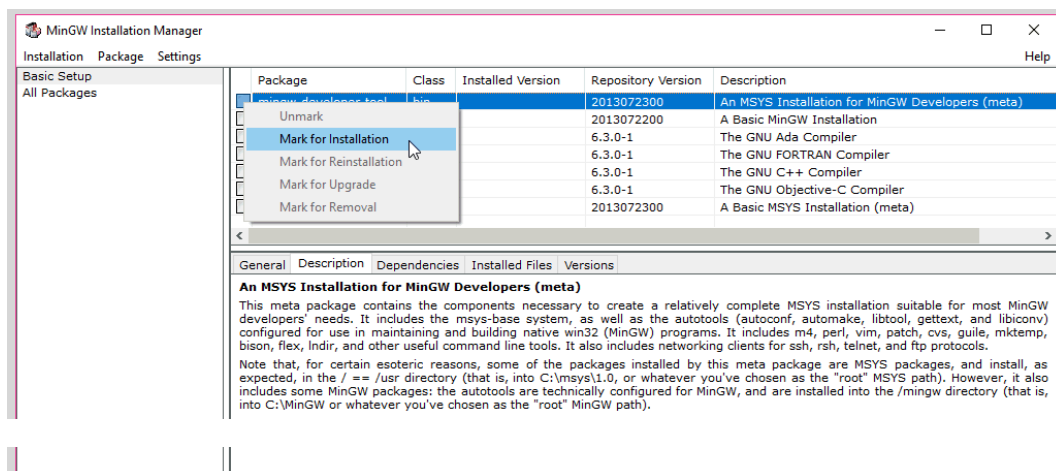 MinGW Installation Manager
Installation Package Settings Help
Basic Setup
All Packages
Package Class Installed Version Repository Version Description
mingw-developer-tool... bin 2013072300 An MSYS Installation for MinGW Developers (meta)
2013072200 A Basic MinGW Installation
6.3.0-1 The GNU Ada Compiler
6.3.0-1 The GNU FORTRAN Compiler
6.3.0-1 The GNU C++ Compiler
6.3.0-1 The GNU Objective-C Compiler
2013072300 A Basic MSYS Installation (meta)
Unmark
Mark for Installation
Mark for Reinstallation
Mark for Upgrade
Mark for Removal
General Description Dependencies Installed Files Versions
An MSYS Installation for MinGW Developers (meta)
This meta package contains the components necessary to create a relatively complete MSYS installation suitable for most MinGW
developers' needs. It includes the msys-base system, as well as the autotools (autoconf, automake, libtool, gettext, and libiconv)
configured for use in maintaining and building native win32 (MinGW) programs. It includes m4, perl, vim, patch, cvs, guile, mktemp,
bison, flex, lndir, and other useful command line tools. It also includes networking clients for ssh, rsh, telnet, and ftp protocols.
Note that, for certain esoteric reasons, some of the packages installed by this meta package are MSYS packages, and install, as
expected, in the / == /usr directory (that is, into C:\msys\1.0, or whatever you've chosen as the "root" MSYS path). However, it also
includes some MinGW packages: the autotools are technically configured for MinGW, and are installed into the /mingw directory (that is,
into C:\MinGW or whatever you've chosen as the "root" MinGW path).